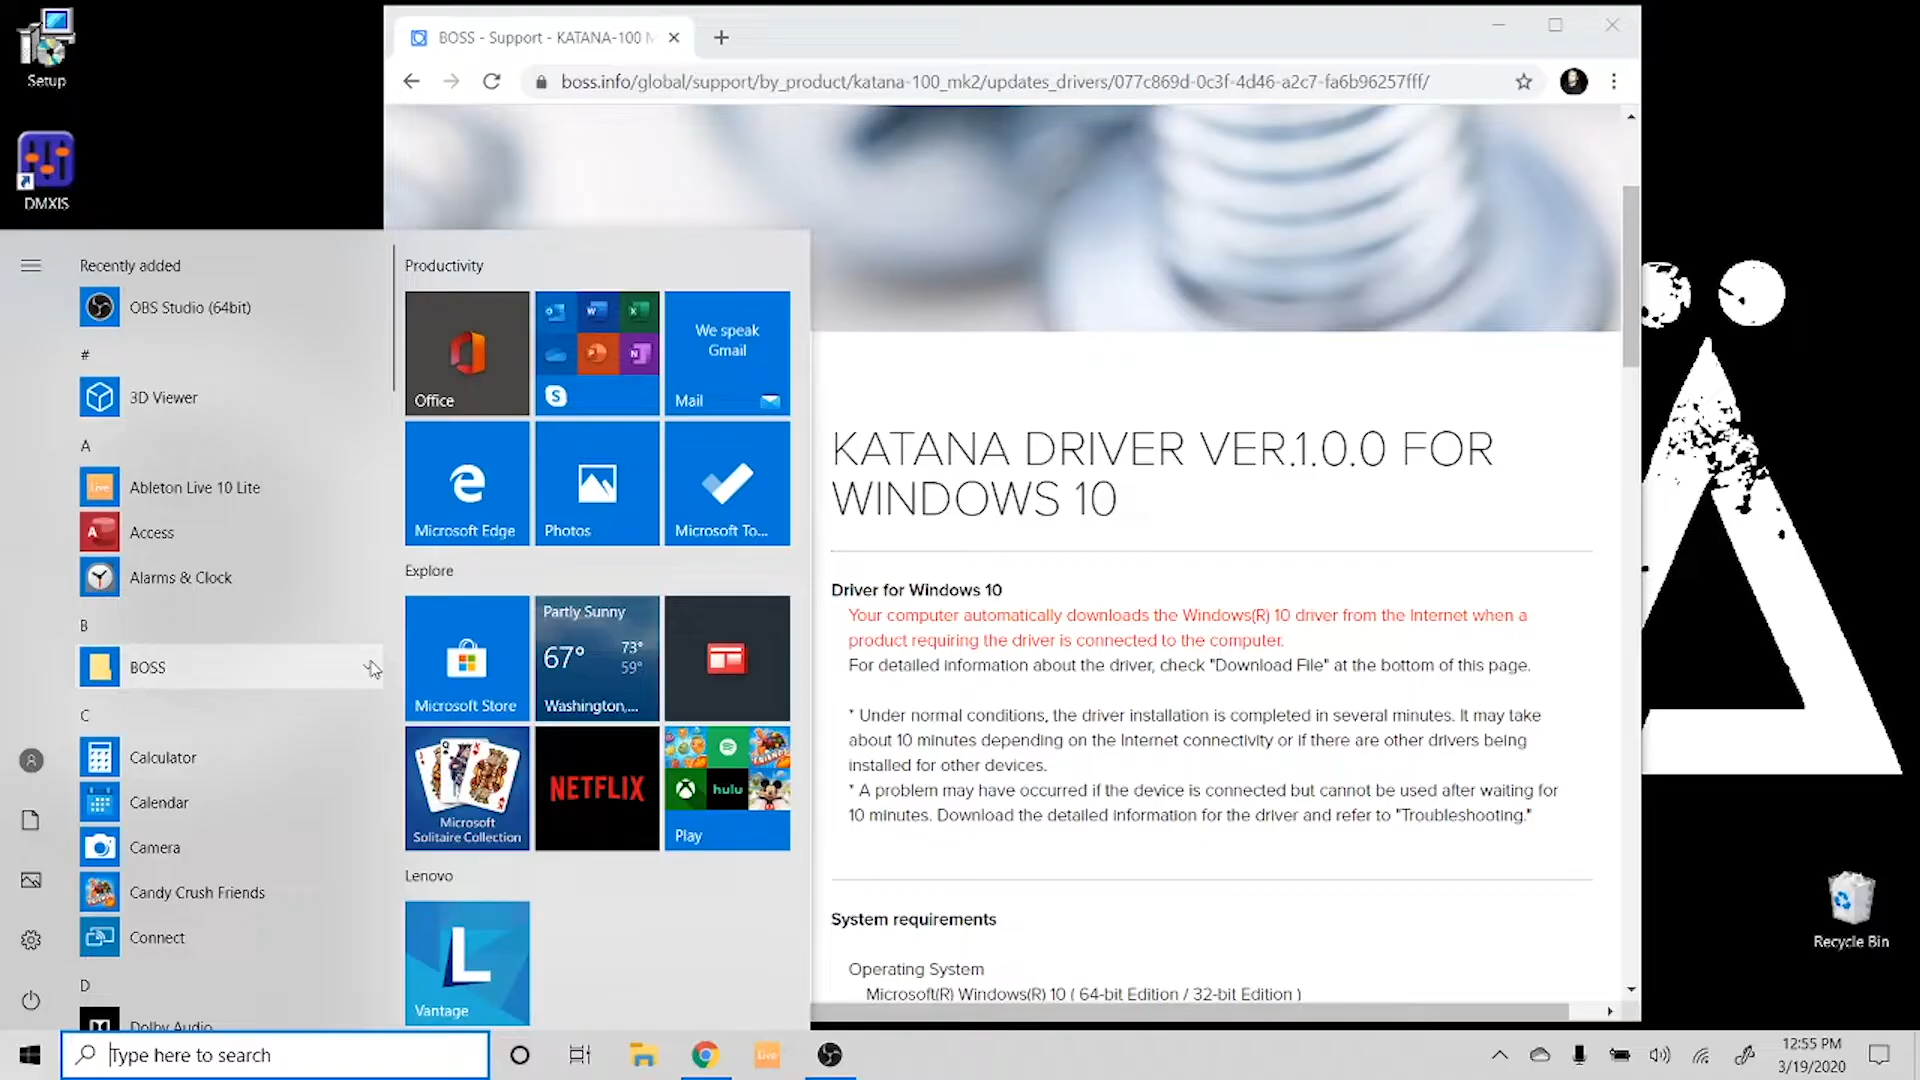 Setup
DMXIS
BOSS - Support - KATANA-100 M
boss.info/global/support/by_product/katana-100_mk2/updates_drivers/077c869d-0c3f-4d46-a2c7-fa6b96257fff/
Recently added
OBS Studio (64bit)
#
3D Viewer
A
Live
Ableton Live 10 Lite
Access
Alarms & Clock
B
BOSS
C
Calculator
Calendar
Camera
Candy Crush Friends
Connect
D
Dolby Audio
Productivity
Office
We speak
Gmail
Mail
Microsoft Edge
Photos
Microsoft To...
Explore
Microsoft Store
Partly Sunny
67° 73°
59°
Washington,...
Microsoft
Solitaire Collection
NETFLIX
hulu
Play
Lenovo
Vantage
KATANA DRIVER VER.1.0.0 FOR
WINDOWS 10
Driver for Windows 10
Your computer automatically downloads the Windows(R) 10 driver from the Internet when a
product requiring the driver is connected to the computer.
For detailed information about the driver, check "Download File" at the bottom of this page.
* Under normal conditions, the driver installation is completed in several minutes. It may take
about 10 minutes depending on the Internet connectivity or if there are other drivers being
installed for other devices.
* A problem may have occurred if the device is connected but cannot be used after waiting for
10 minutes. Download the detailed information for the driver and refer to "Troubleshooting."
System requirements
Operating System
Microsoft(R) Windows(R) 10 ( 64-bit Edition / 32-bit Edition )
Recycle Bin
Type here to search
Live
12:55 PM
3/19/2020